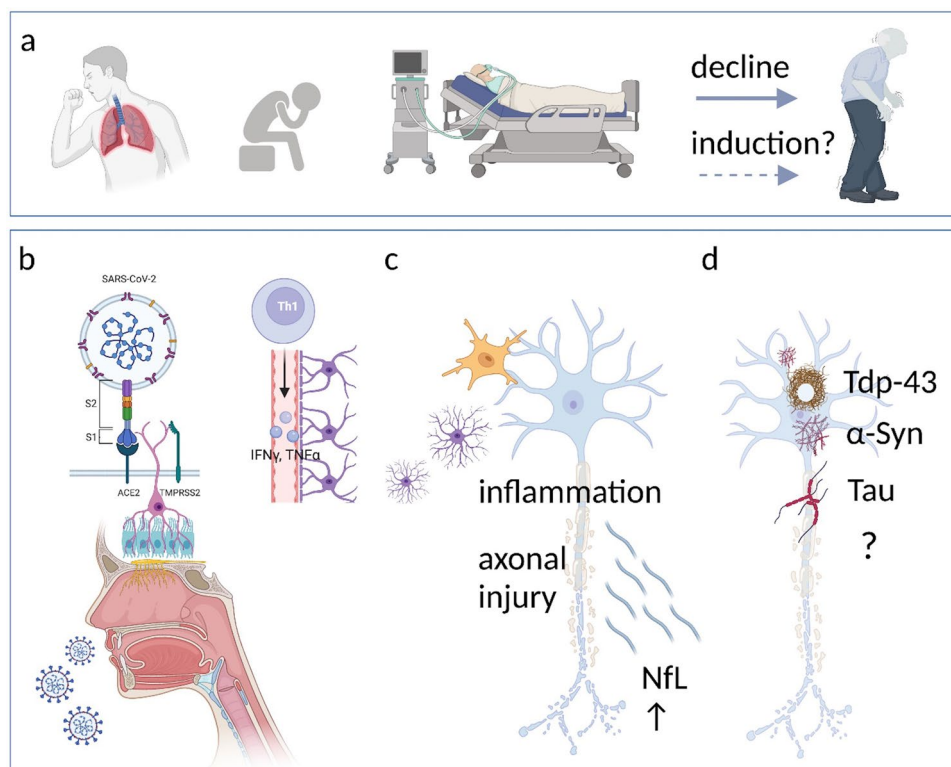 a
decline
induction?
b
SARS-CoV-2
S2
S1
ACE2
TMPRSS2
Th1
IFNγ, TNFα
c
inflammation
axonal
injury
NfL
↑
d
Tdp-43
α-Syn
Tau
?